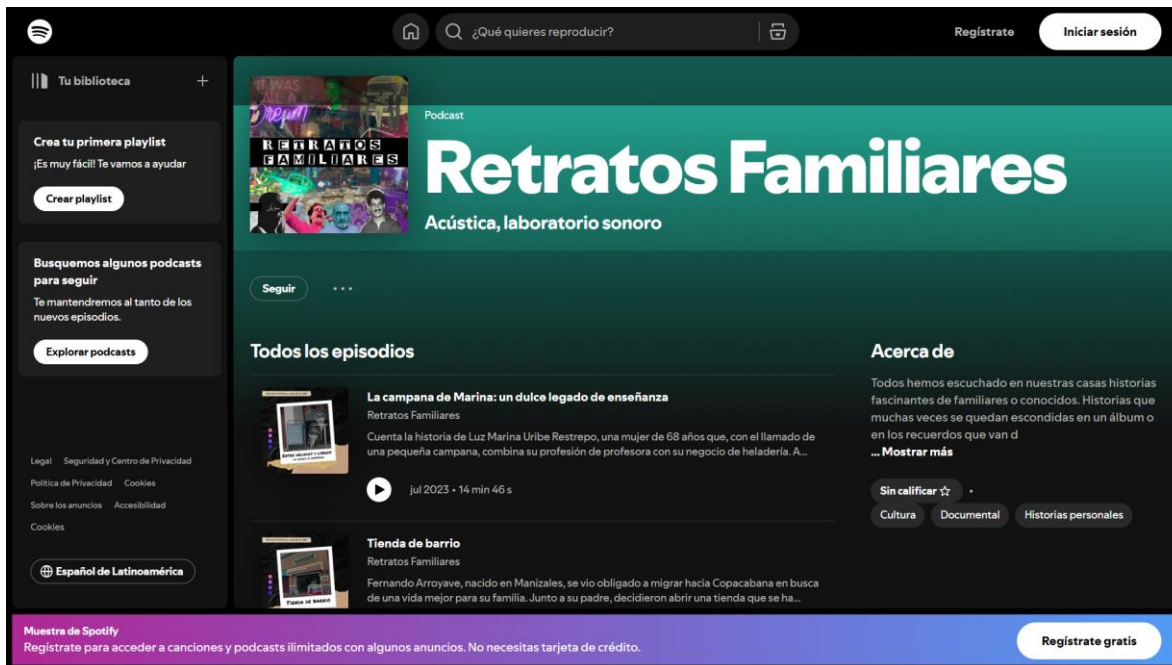 ¿Qué quieres reproducir?
Regístrate
Iniciar sesión
Tu biblioteca
Crea tu primera playlist
¡Es muy fácil! Te vamos a ayudar
Crear playlist
Busquemos algunos podcasts
para seguir
Te mantendremos al tanto de los
nuevos episodios.
Explorar podcasts
Legal Seguridad y Centro de Privacidad
Política de Privacidad Cookies
Sobre los anuncios Accesibilidad
Cookies
Español de Latinoamérica
IT WAS
ALL A
Dream
RETRATOS
FAMILIARES
Podcast
Retratos Familiares
Acústica, laboratorio sonoro
Seguir
Todos los episodios
La campana de Marina: un dulce legado de enseñanza
Retratos Familiares
Cuenta la historia de Luz Marina Uribe Restrepo, una mujer de 68 años que, con el llamado de
una pequeña campana, combina su profesión de profesora con su negocio de heladería. A...
jul 2023 • 14 min 46 s
Tienda de barrio
Retratos Familiares
Fernando Arroyave, nacido en Manizales, se vio obligado a migrar hacia Copacabana en busca
de una vida mejor para su familia. Junto a su padre, decidieron abrir una tienda que se ha...
TIENDA DE BARRIO
Acerca de
Todos hemos escuchado en nuestras casas historias
fascinantes de familiares o conocidos. Historias que
muchas veces se quedan escondidas en un álbum o
en los recuerdos que van d
... Mostrar más
Sin calificar
Cultura Documental Historias personales
Muestra de Spotify
Regístrate para acceder a canciones y podcasts ilimitados con algunos anuncios. No necesitas tarjeta de crédito.
Regístrate gratis